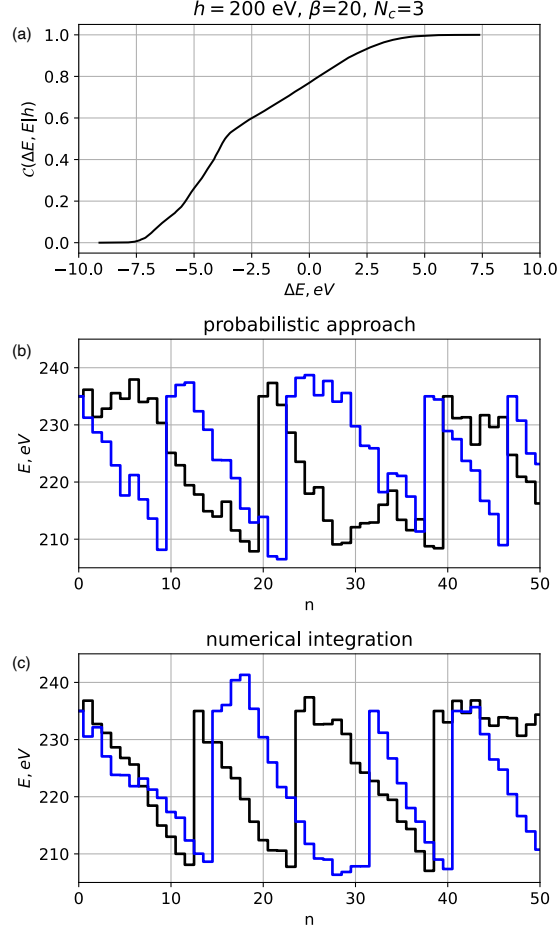 h = 200 eV, β=20, N_c=3
(a)
1.0
0.8
0.6
0.4
0.2
0.0
C(ΔE, E|h)
−10.0 −7.5 −5.0 −2.5 0.0 2.5 5.0 7.5 10.0
ΔE, eV
probabilistic approach
(b)
240
230
220
210
E, eV
0 10 20 30 40 50
n
numerical integration
(c)
240
230
220
210
E, eV
0 10 20 30 40 50
n